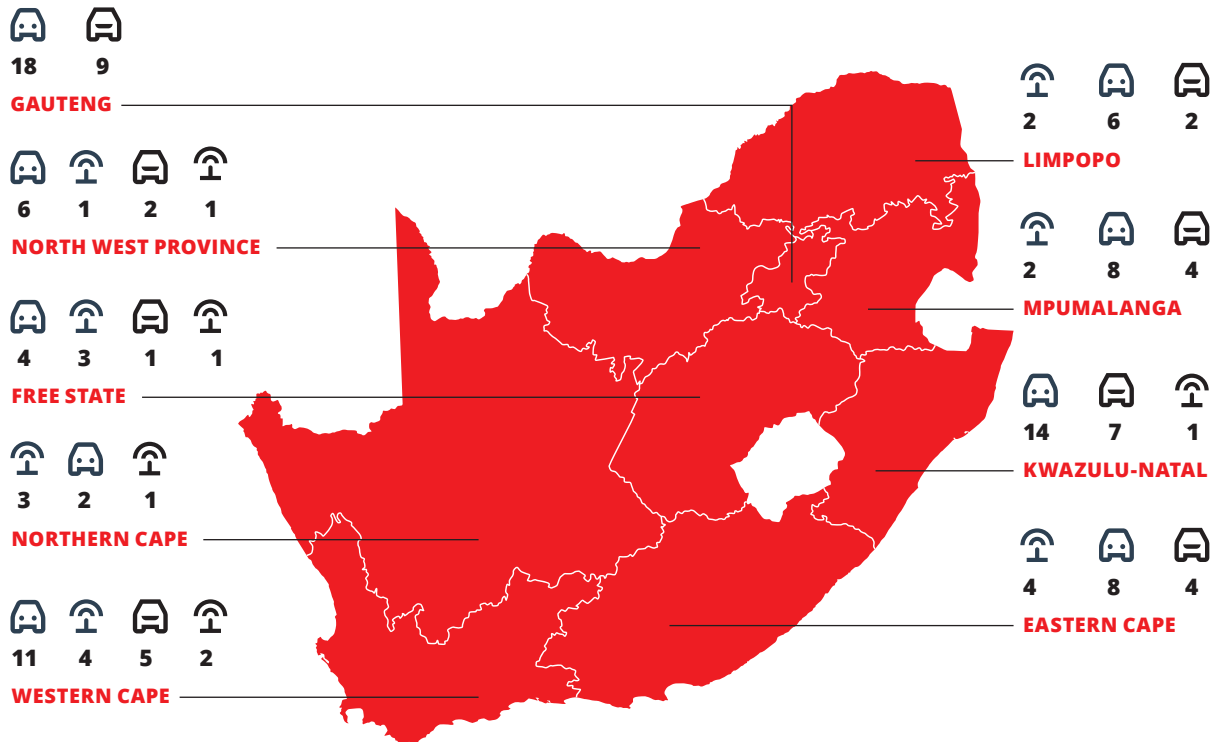 18 9
GAUTENG
6 1 2 1
NORTH WEST PROVINCE
4 3 1 1
FREE STATE
3 2 1
NORTHERN CAPE
11 4 5 2
WESTERN CAPE
2 6 2
LIMPOPO
2 8 4
MPUMALANGA
14 7 1
KWAZULU-NATAL
4 8 4
EASTERN CAPE